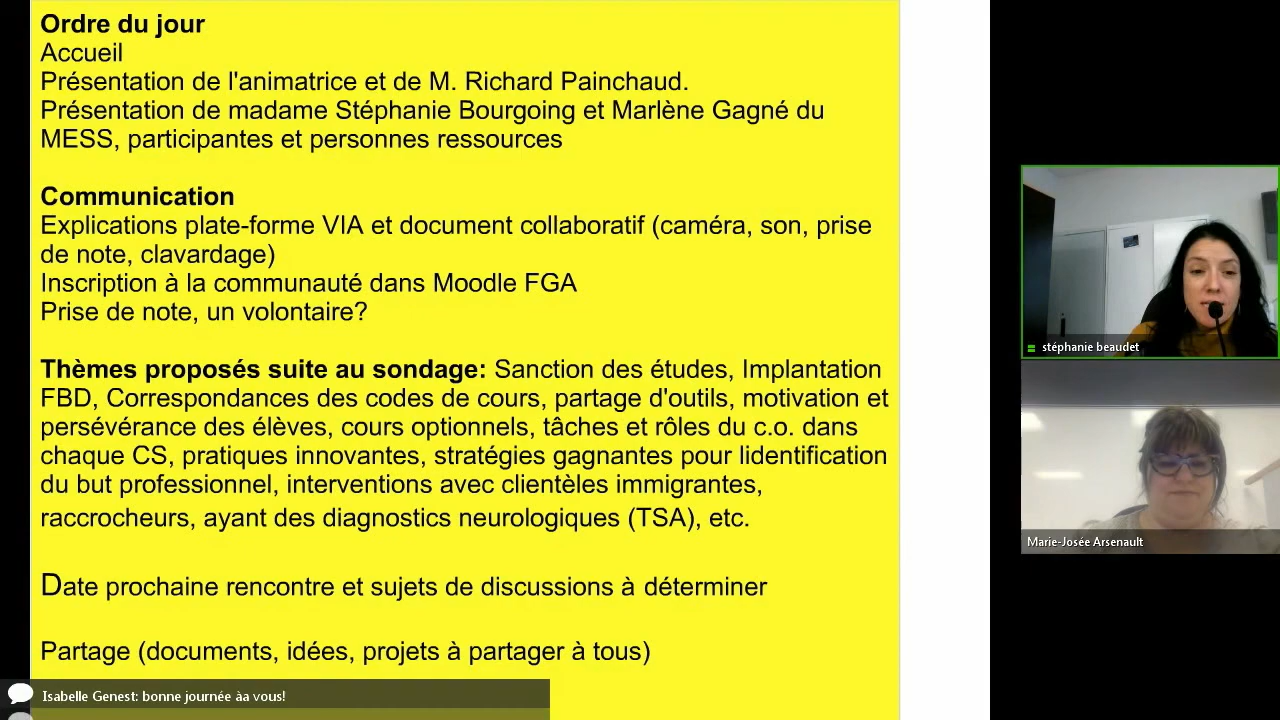 Ordre du jour
Accueil
Présentation de l'animatrice et de M. Richard Painchaud.
Présentation de madame Stéphanie Bourgoing et Marlène Gagné du
MESS, participantes et personnes ressources
Communication
Explications plate-forme VIA et document collaboratif (caméra, son, prise
de note, clavardage)
Inscription à la communauté dans Moodle FGA
Prise de note, un volontaire?
Thèmes proposés suite au sondage: Sanction des études, Implantation
FBD, Correspondances des codes de cours, partage d'outils, motivation et
persévérance des élèves, cours optionnels, tâches et rôles du c.o. dans
chaque CS, pratiques innovantes, stratégies gagnantes pour lidentification
du but professionnel, interventions avec clientèles immigrantes,
raccrocheurs, ayant des diagnostics neurologiques (TSA), etc.
Date prochaine rencontre et sujets de discussions à déterminer
Partage (documents, idées, projets à partager à tous)
Isabelle Genest: bonne journée àa vous!
stéphanie beaudet
Marie-Josée Arsenault